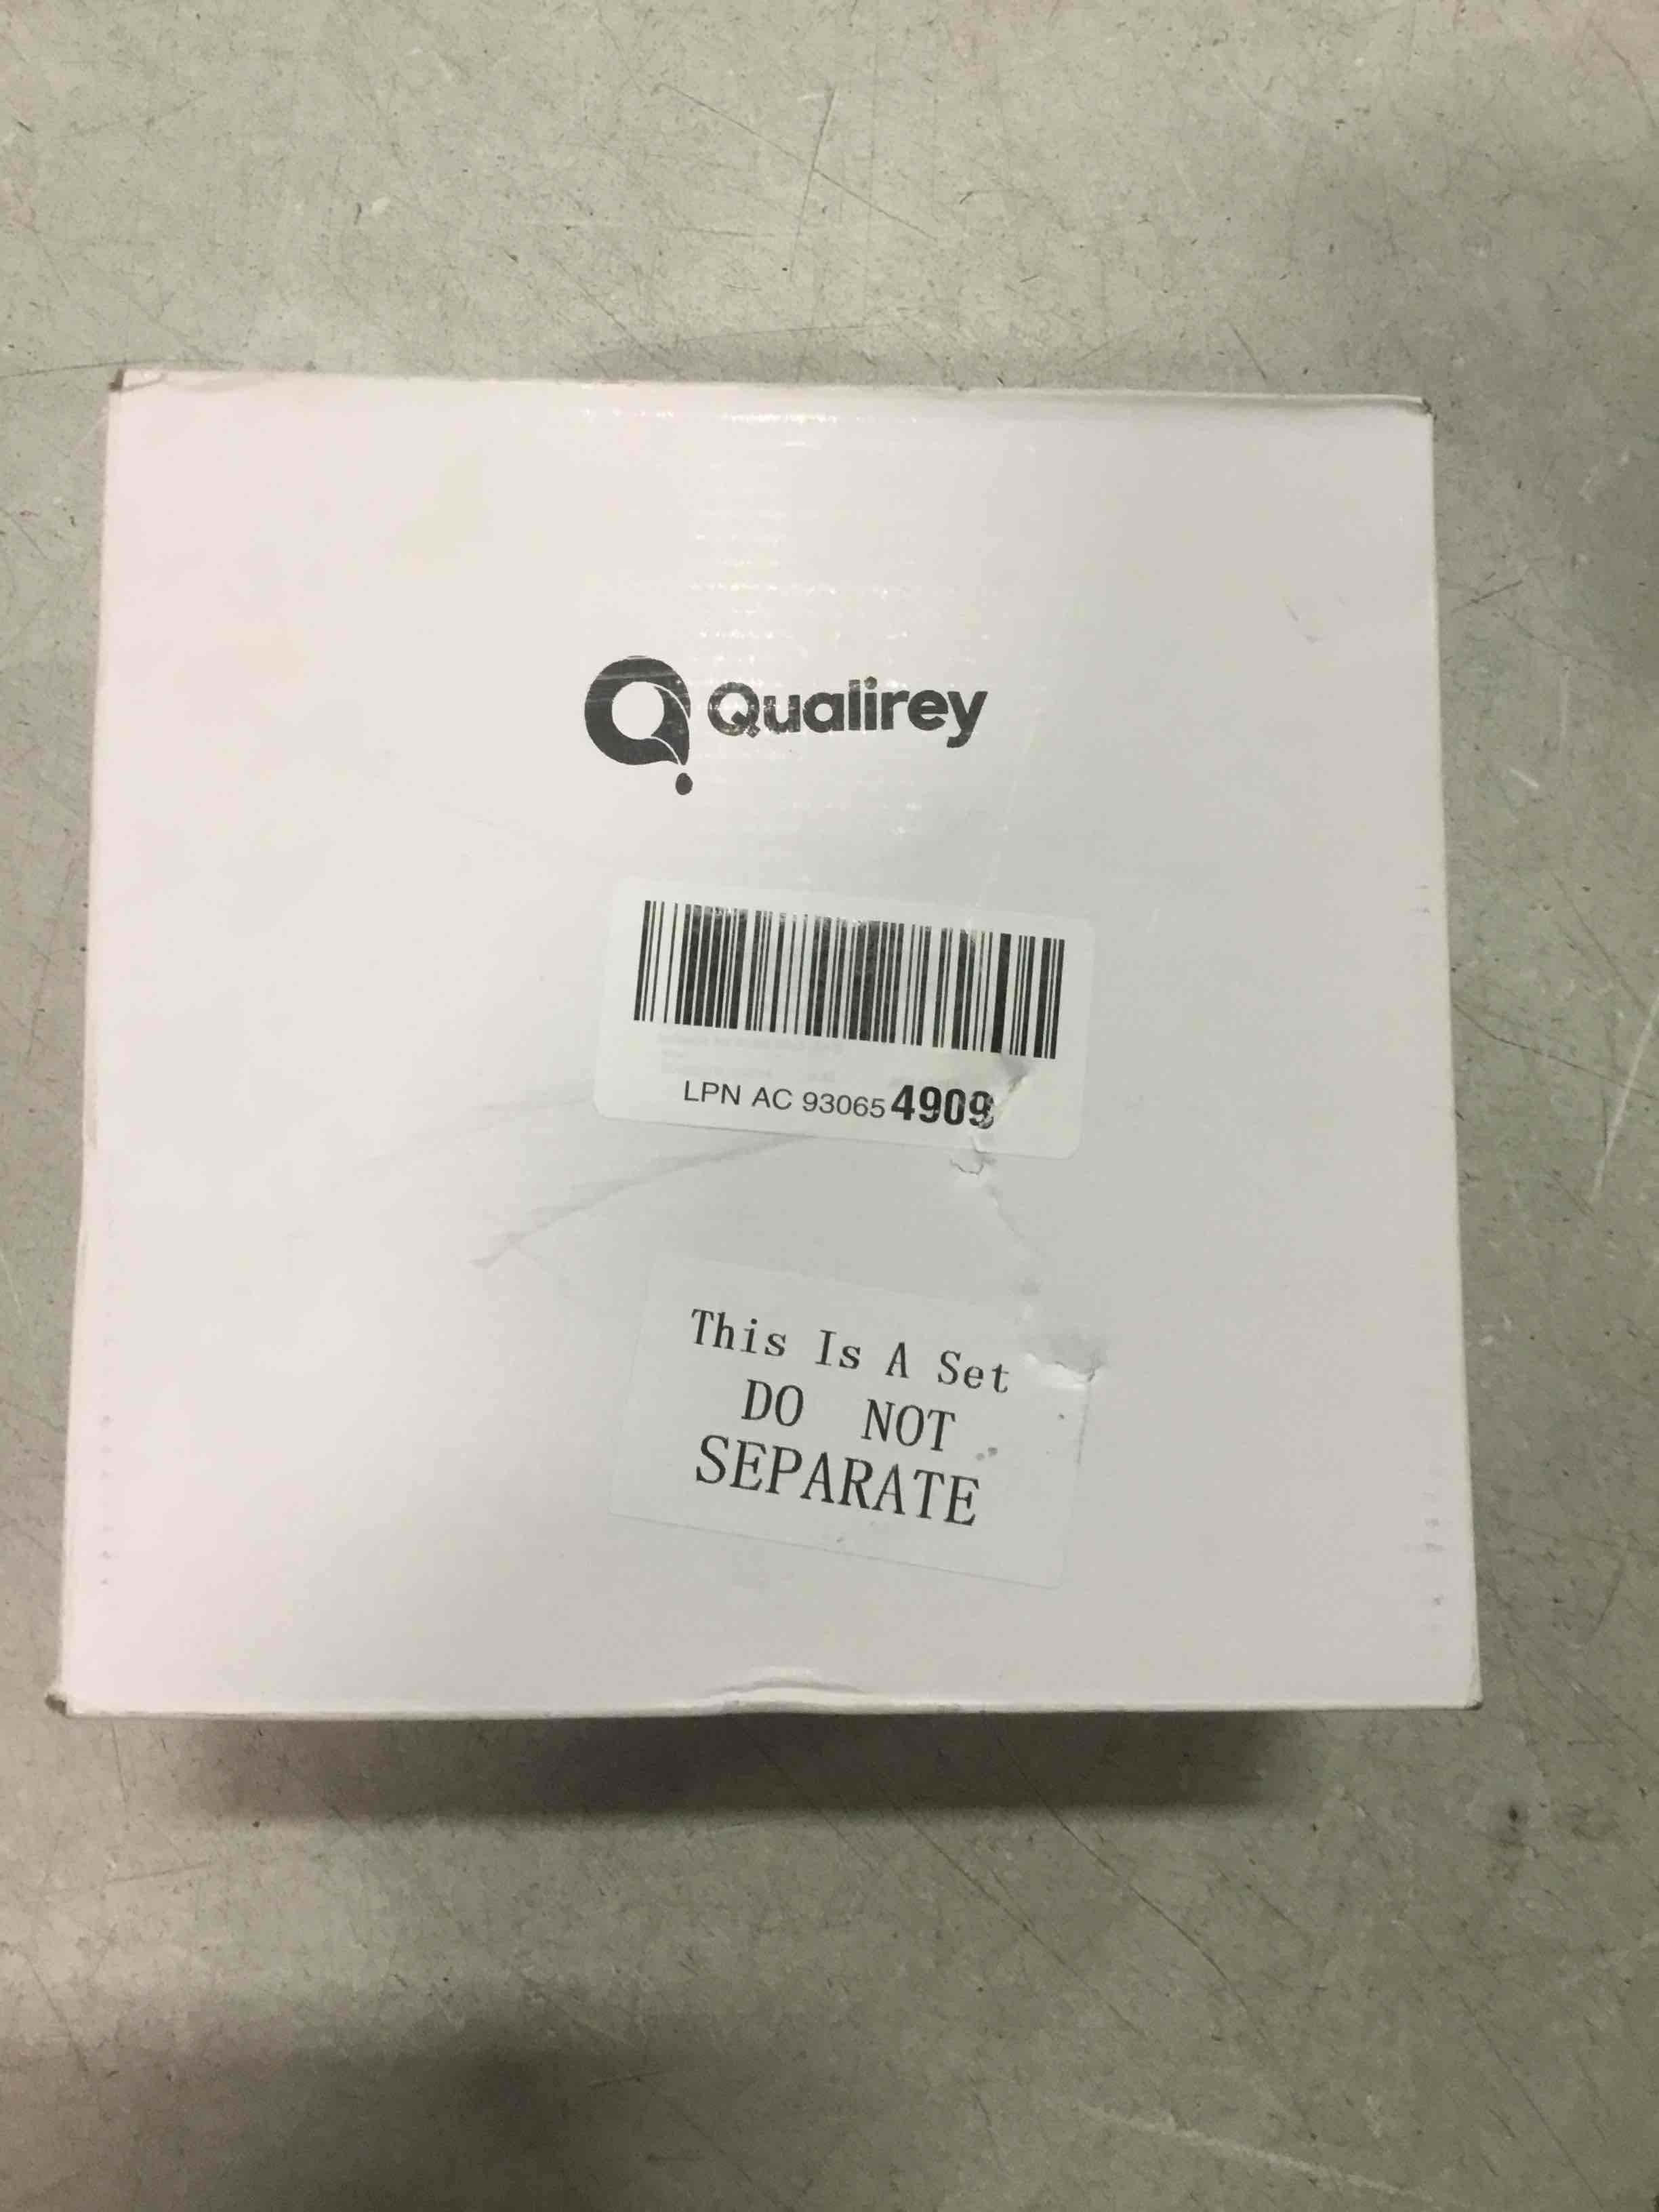 Qualirey
LPN AC 930654909
This Is A Set
DO NOT
SEPARATE